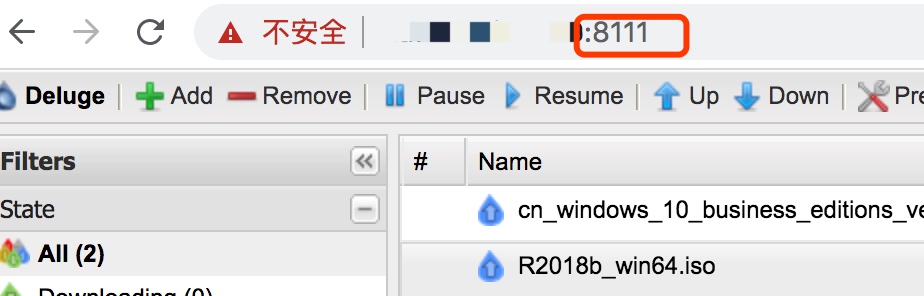 不安全 :8111
Deluge Add Remove Pause Resume Up Down Pre
Filters
# Name
State
cn_windows_10_business_editions_ve
All (2)
R2018b_win64.iso
Downloading (0)